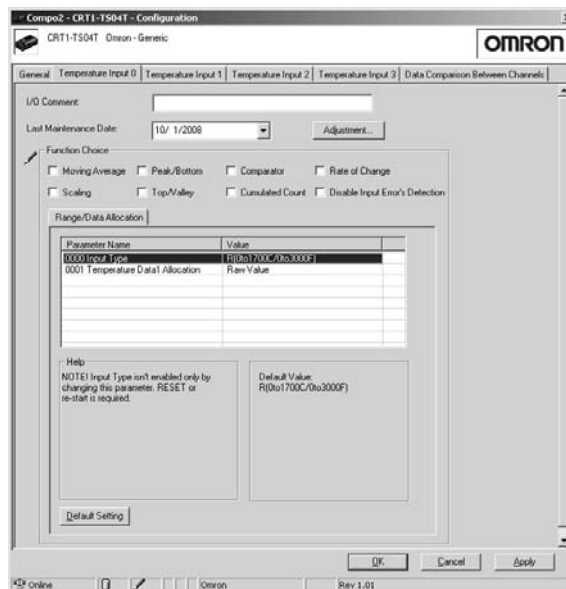 Compo2 - CRT1-TS04T - Configuration
CRT1-TS04T Omron - Generic
OMRON
General Temperature Input 0 Temperature Input 1 Temperature Input 2 Temperature Input 3 Data Comparison Between Channels
I/O Comment:
Last Maintenance Date: 10/ 1/2008 Adjustment...
Function Choice
Moving Average Peak/Bottom Comparator Rate of Change
Scaling Top/Valley Cumulated Count Disable Input Error's Detection
Range/Data Allocation
Parameter Name Value
0000 Input Type R(0to1700C/0to3000F)
0001 Temperature Data1 Allocation Raw Value
Help
NOTE! Input Type isn't enabled only by
changing this parameter. RESET or
re-start is required.
Default Value:
R(0to1700C/0to3000F)
Default Setting
OK Cancel Apply
Online Omron Rev 1.01